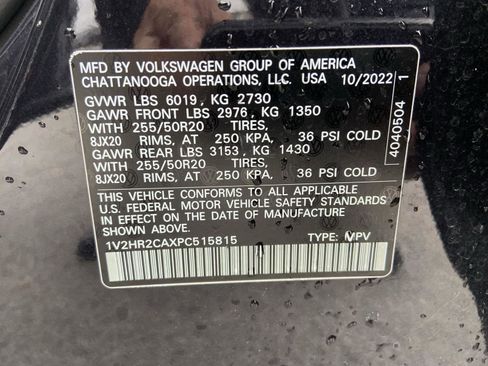 MFD BY VOLKSWAGEN GROUP OF AMERICA
CHATTANOOGA OPERATIONS, LLC. USA 10/2022
GVWR LBS 6019, KG 2730
GAWR FRONT LBS 2976, KG 1350
WITH 255/50R20 TIRES,
8JX20 RIMS, AT 250 KPA, 36 PSI COLD
GAWR REAR LBS 3153, KG 1430
WITH 255/50R20 TIRES,
8JX20 RIMS, AT 250 KPA, 36 PSI COLD
THIS VEHICLE CONFORMS TO ALL APPLICABLE
U.S. FEDERAL MOTOR VEHICLE SAFETY STANDARDS
IN EFFECT ON THE DATE OF MANUFACTURE
SHOWN ABOVE.
1V2HR2CAXPC515815 TYPE: MPV
4040504 1